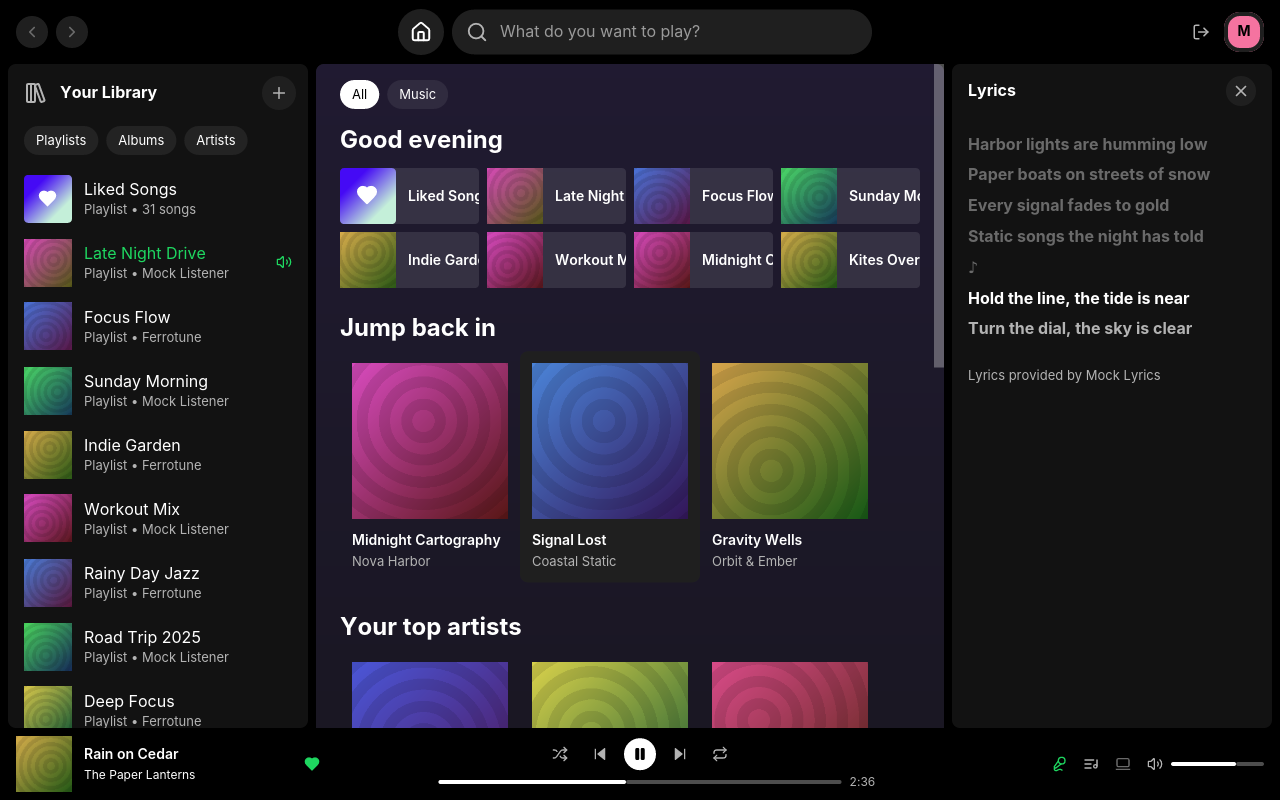 What do you want to play?
M
Your Library
Playlists
Albums
Artists
Liked Songs
Playlist • 31 songs
Late Night Drive
Playlist • Mock Listener
Focus Flow
Playlist • Ferrotune
Sunday Morning
Playlist • Mock Listener
Indie Garden
Playlist • Ferrotune
Workout Mix
Playlist • Mock Listener
Rainy Day Jazz
Playlist • Ferrotune
Road Trip 2025
Playlist • Mock Listener
Deep Focus
Playlist • Ferrotune
All
Music
Good evening
Liked Song
Late Night
Focus Flow
Sunday Mo
Indie Garde
Workout M
Midnight C
Kites Over
Jump back in
Midnight Cartography
Nova Harbor
Signal Lost
Coastal Static
Gravity Wells
Orbit & Ember
Your top artists
Lyrics
Harbor lights are humming low
Paper boats on streets of snow
Every signal fades to gold
Static songs the night has told
♪
Hold the line, the tide is near
Turn the dial, the sky is clear
Lyrics provided by Mock Lyrics
Rain on Cedar
The Paper Lanterns
2:36